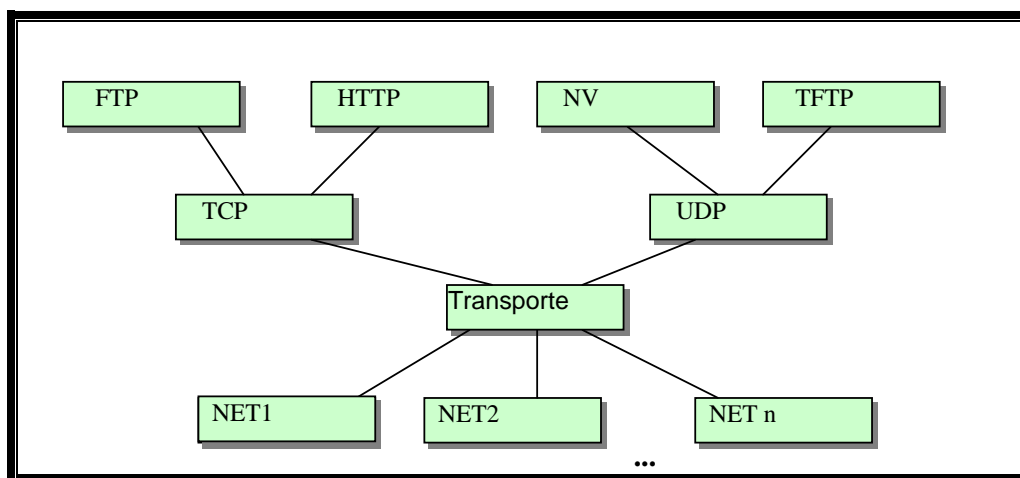 FTP
HTTP
NV
TFTP
TCP
UDP
Transporte
NET1
NET2
NET n
...